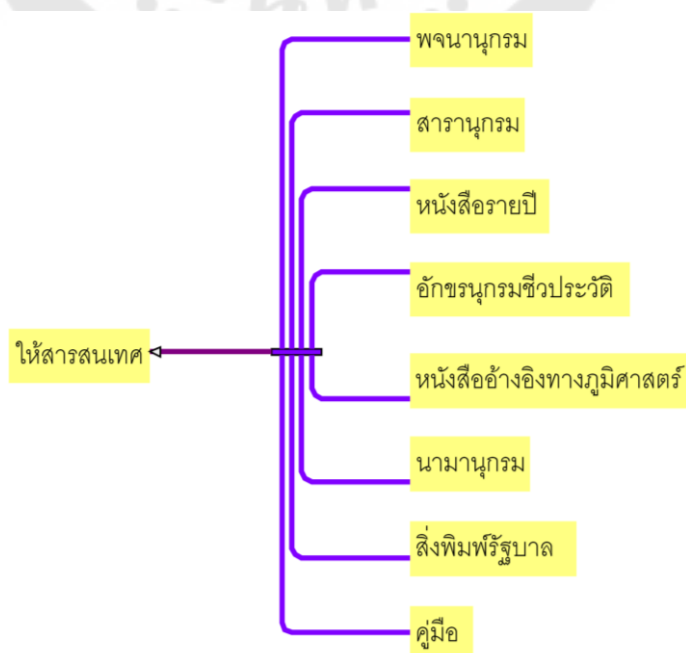 พจนานุกรม
สารานุกรม
หนังสือรายปี
อักขรนุกรมชีวประวัติ
ให้สารสนเทศ
หนังสืออ้างอิงทางภูมิศาสตร์
นามานุกรม
สิ่งพิมพ์รัฐบาล
คู่มือ